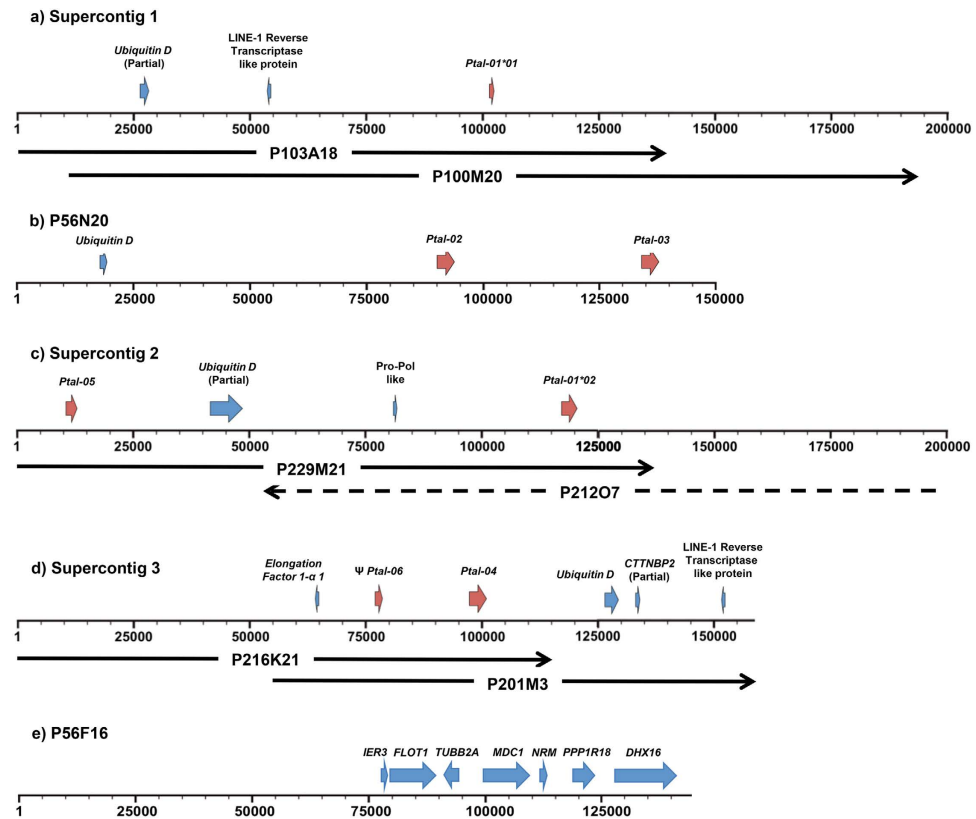 a) Supercontig 1
Ubiquitin D
(Partial)
LINE-1 Reverse
Transcriptase
like protein
Ptal-01*01
1 25000 50000 75000 100000 125000 150000 175000 200000
P103A18
P100M20
b) P56N20
Ubiquitin D
Ptal-02
Ptal-03
1 25000 50000 75000 100000 125000 150000
c) Supercontig 2
Ptal-05
Ubiquitin D
(Partial)
Pro-Pol
like
Ptal-01*02
1 25000 50000 75000 100000 125000 150000 175000 200000
P229M21
P212O7
d) Supercontig 3
Elongation
Factor 1-α 1
Ψ Ptal-06
Ptal-04
Ubiquitin D
CTTNBP2
(Partial)
LINE-1 Reverse
Transcriptase
like protein
1 25000 50000 75000 100000 125000 150000
P216K21
P201M3
e) P56F16
IER3 FLOT1 TUBB2A MDC1 NRM PPP1R18 DHX16
1 25000 50000 75000 100000 125000